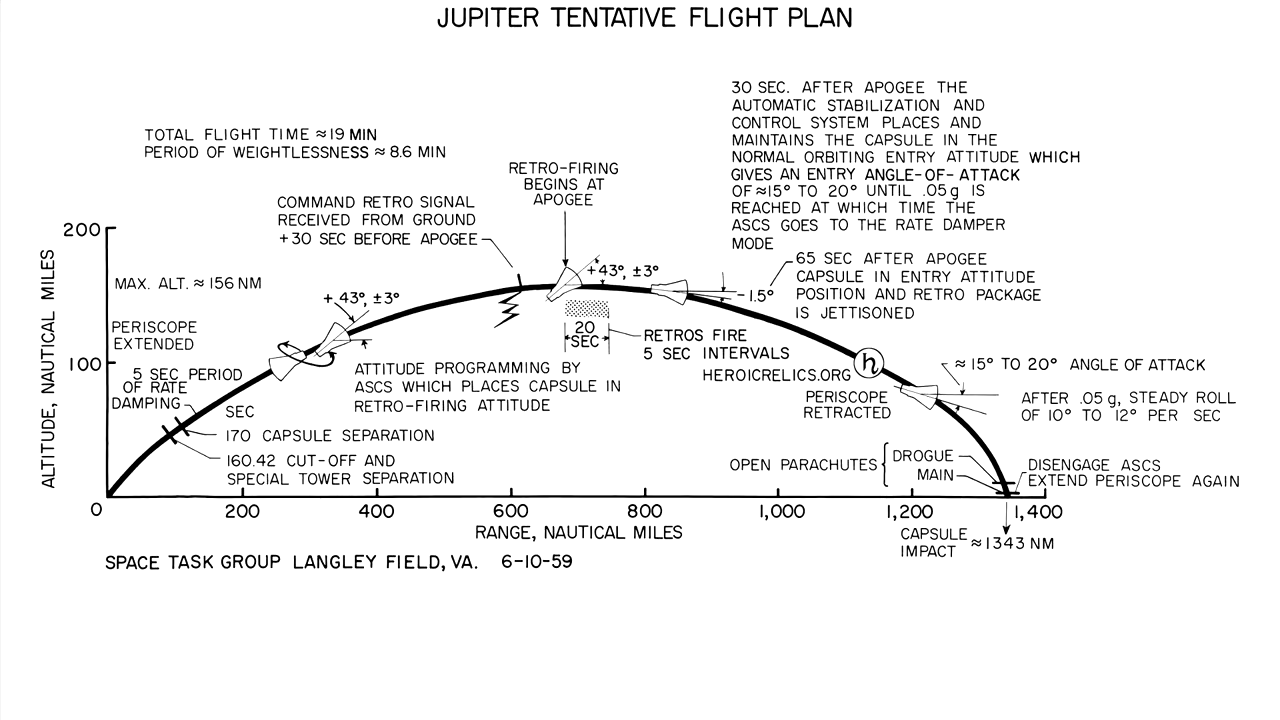 JUPITER TENTATIVE FLIGHT PLAN
TOTAL FLIGHT TIME ≈19 MIN
PERIOD OF WEIGHTLESSNESS ≈ 8.6 MIN
30 SEC. AFTER APOGEE THE
AUTOMATIC STABILIZATION AND
CONTROL SYSTEM PLACES AND
MAINTAINS THE CAPSULE IN THE
NORMAL ORBITING ENTRY ATTITUDE WHICH
GIVES AN ENTRY ANGLE-OF-ATTACK
OF ≈15° TO 20° UNTIL .05g IS
REACHED AT WHICH TIME THE
ASCS GOES TO THE RATE DAMPER
MODE
RETRO-FIRING
BEGINS AT
APOGEE
COMMAND RETRO SIGNAL
RECEIVED FROM GROUND
+30 SEC BEFORE APOGEE
65 SEC AFTER APOGEE
CAPSULE IN ENTRY ATTITUDE
POSITION AND RETRO PACKAGE
IS JETTISONED
MAX. ALT. ≈ 156 NM
+43°, ±3°
+43°, ±3°
-1.5°
PERISCOPE
EXTENDED
5 SEC PERIOD
OF RATE
DAMPING
20
SEC
RETROS FIRE
5 SEC INTERVALS
ATTITUDE PROGRAMMING BY
ASCS WHICH PLACES CAPSULE IN
RETRO-FIRING ATTITUDE
HEROICRELICS.ORG
h
PERISCOPE
RETRACTED
≈15° TO 20° ANGLE OF ATTACK
AFTER .05 g, STEADY ROLL
OF 10° TO 12° PER SEC
SEC
170 CAPSULE SEPARATION
160.42 CUT-OFF AND
SPECIAL TOWER SEPARATION
OPEN PARACHUTES
DROGUE
MAIN
DISENGAGE ASCS
EXTEND PERISCOPE AGAIN
ALTITUDE, NAUTICAL MILES
200
100
0
200
400
600
800
1,000
1,200
1,400
RANGE, NAUTICAL MILES
CAPSULE
IMPACT ≈1343 NM
SPACE TASK GROUP LANGLEY FIELD, VA. 6-10-59